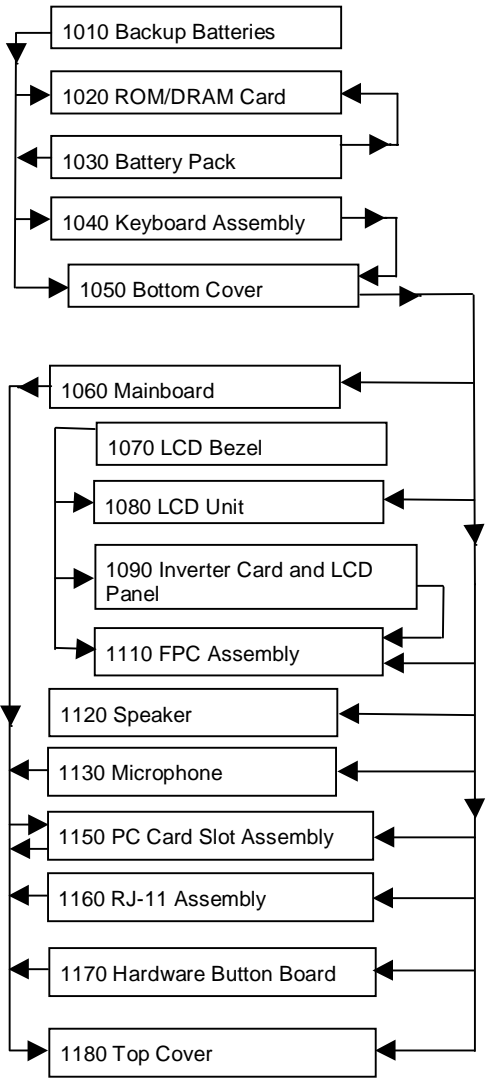 1010 Backup Batteries
1020 ROM/DRAM Card
1030 Battery Pack
1040 Keyboard Assembly
1050 Bottom Cover
1060 Mainboard
1070 LCD Bezel
1080 LCD Unit
1090 Inverter Card and LCD
Panel
1110 FPC Assembly
1120 Speaker
1130 Microphone
1150 PC Card Slot Assembly
1160 RJ-11 Assembly
1170 Hardware Button Board
1180 Top Cover